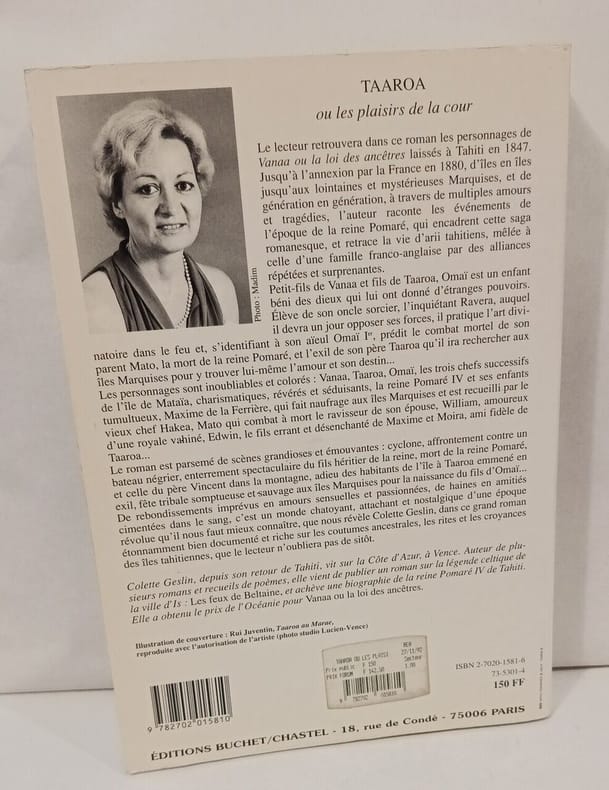 TAAROA
ou les plaisirs de la cour
Le lecteur retrouvera dans ce roman les personnages de
Vanaa ou la loi des ancêtres laissés à Tahiti en 1847.
Jusqu'à l'annexion par la France en 1880, d'îles en îles
jusqu'aux lointaines et mystérieuses Marquises, et de
génération en génération, à travers de multiples amours
et tragédies, l'auteur raconte les événements de
l'époque de la reine Pomaré, qui encadrent cette saga
romanesque, et retrace la vie d'arii tahitiens, mêlée à
celle d'une famille franco-anglaise par des alliances
répétées et surprenantes.
Petit-fils de Vanaa et fils de Taaroa, Omaï est un enfant
béni des dieux qui lui ont donné d'étranges pouvoirs.
Élève de son oncle sorcier, l'inquiétant Ravera, auquel
il devra un jour opposer ses forces, il pratique l'art divi-
natoire dans le feu et, s'identifiant à son aïeul Omaï Ier, prédit le combat mortel de son
parent Mato, la mort de la reine Pomaré, et l'exil de son père Taaroa qu'il ira rechercher aux
îles Marquises pour y trouver lui-même l'amour et son destin...
Les personnages sont inoubliables et colorés : Vanaa, Taaroa, Omaï, les trois chefs successifs
de l'île de Mataïa, charismatiques, révérés et séduisants, la reine Pomaré IV et ses enfants
tumultueux, Maxime de la Ferrière, qui fait naufrage aux îles Marquises et est recueilli par le
vieux chef Hakea, Mato qui combat à mort le ravisseur de son épouse, William, amoureux
d'une royale vahiné, Edwin, le fils errant et désenchanté de Maxime et Moira, ami fidèle de
Taaroa...
Le roman est parsemé de scènes grandioses et émouvantes : cyclone, affrontement contre un
bateau négrier, enterrement spectaculaire du fils héritier de la reine, mort de la reine Pomaré,
et celle du père Vincent dans la montagne, adieu des habitants de l'île à Taaroa emmené en
exil, fête tribale somptueuse et sauvage aux îles Marquises pour la naissance du fils d'Omaï...
De rebondissements imprévus en amours sensuelles et passionnées, de haines en amitiés
cimentées dans le sang, c'est un monde chatoyant, attachant et nostalgique d'une époque
révolue qu'il nous faut mieux connaître, que nous révèle Colette Geslin, dans ce grand roman
étonnamment bien documenté et riche sur les coutumes ancestrales, les rites et les croyances
des îles tahitiennes, que le lecteur n'oubliera pas de sitôt.
Colette Geslin, depuis son retour de Tahiti, vit sur la Côte d'Azur, à Vence. Auteur de plu-
sieurs romans et recueils de poèmes, elle vient de publier un roman sur la légende celtique de
la ville d'Is : Les feux de Beltaine, et achève une biographie de la reine Pomaré IV de Tahiti.
Elle a obtenu le prix de l'Océanie pour Vanaa ou la loi des ancêtres.
Photo : Madim
Illustration de couverture : Rui Juventin, Taaroa au Marae,
reproduite avec l'autorisation de l'artiste (photo studio Lucien-Vence)
TAAROA OU LES PLAISI
Prix public F 150
PRIX FORUM F 142,50
27/11/92
Secteur
9 782702 015810
ISBN 2-7020-1581-6
73-5301-4
150 FF
9 782702 015810
ÉDITIONS BUCHET/CHASTEL - 18, rue de Condé - 75006 PARIS